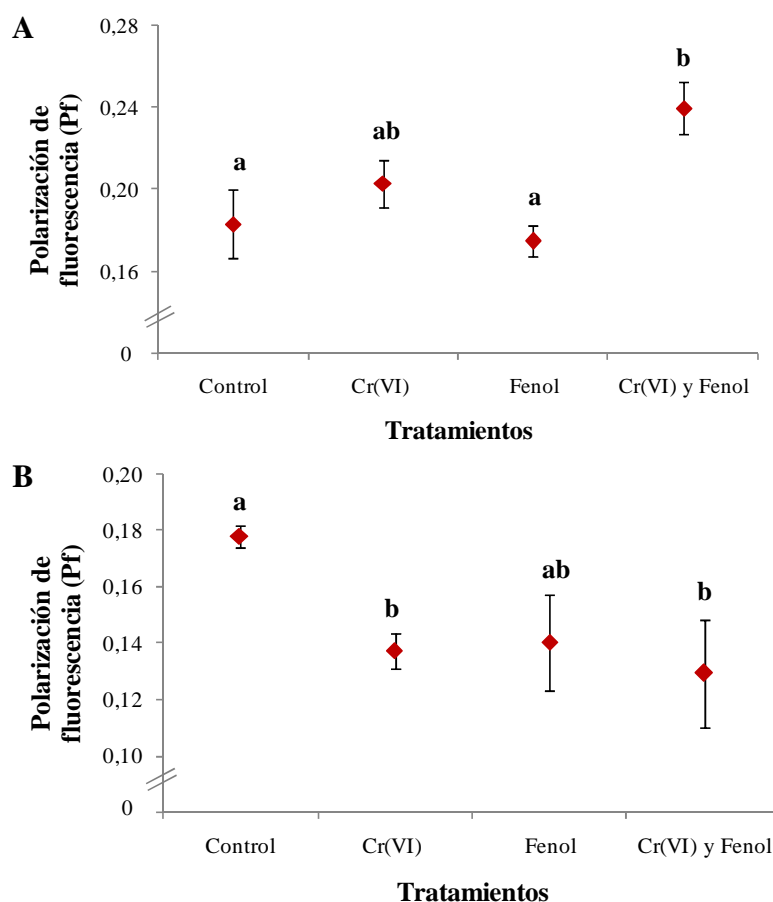 A
Polarización de
fluorescencia (Pf)
0,28
0,24
0,20
0,16
0
a
ab
a
b
Control
Cr(VI)
Fenol
Cr(VI) y Fenol
Tratamientos
B
Polarización de
fluorescencia (Pf)
0,20
0,18
0,16
0,14
0,12
0,10
0
a
b
ab
b
Control
Cr(VI)
Fenol
Cr(VI) y Fenol
Tratamientos